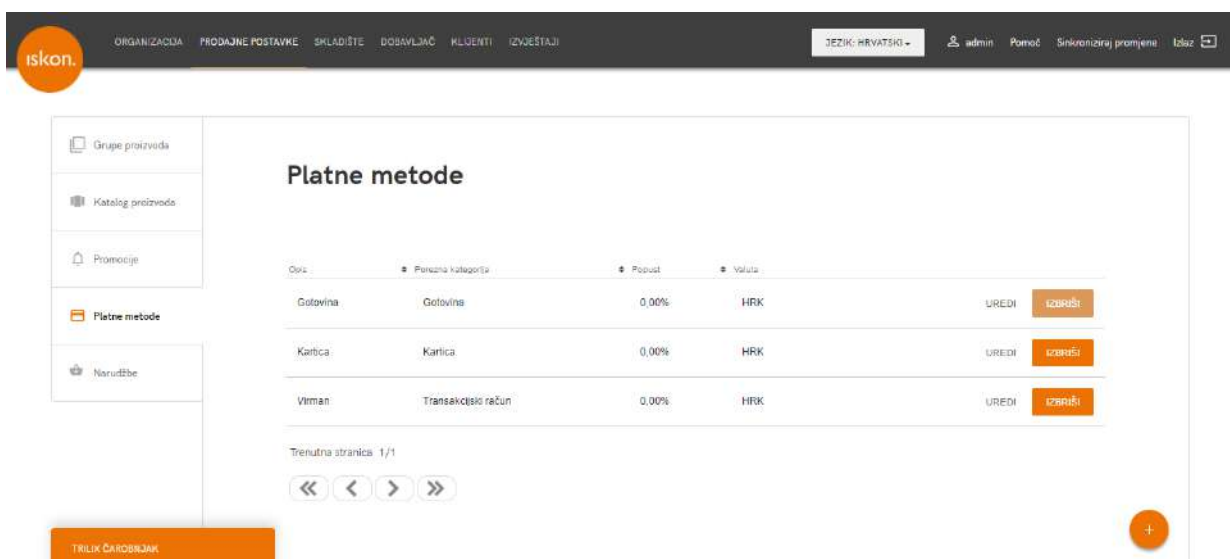 iskon.
ORGANIZACIJA PRODAJNE POSTAVKE SKLADIŠTE DOBAVLJAČ KLIJENTI IZVJEŠTAJI JEZIK: HRVATSKI admin Pomoć Sinkroniziraj promjene Izlaz
Grupe proizvoda
Katalog proizvoda
Promocije
Platne metode
Narudžbe
Platne metode
Opis Porezna kategorija Popust Valuta
Gotovina Gotovina 0,00% HRK UREDI IZBRIŠI
Kartica Kartica 0,00% HRK UREDI IZBRIŠI
Virman Transakcijski račun 0,00% HRK UREDI IZBRIŠI
Trenutna stranica 1/1
TRILIX ČAROBNJAK